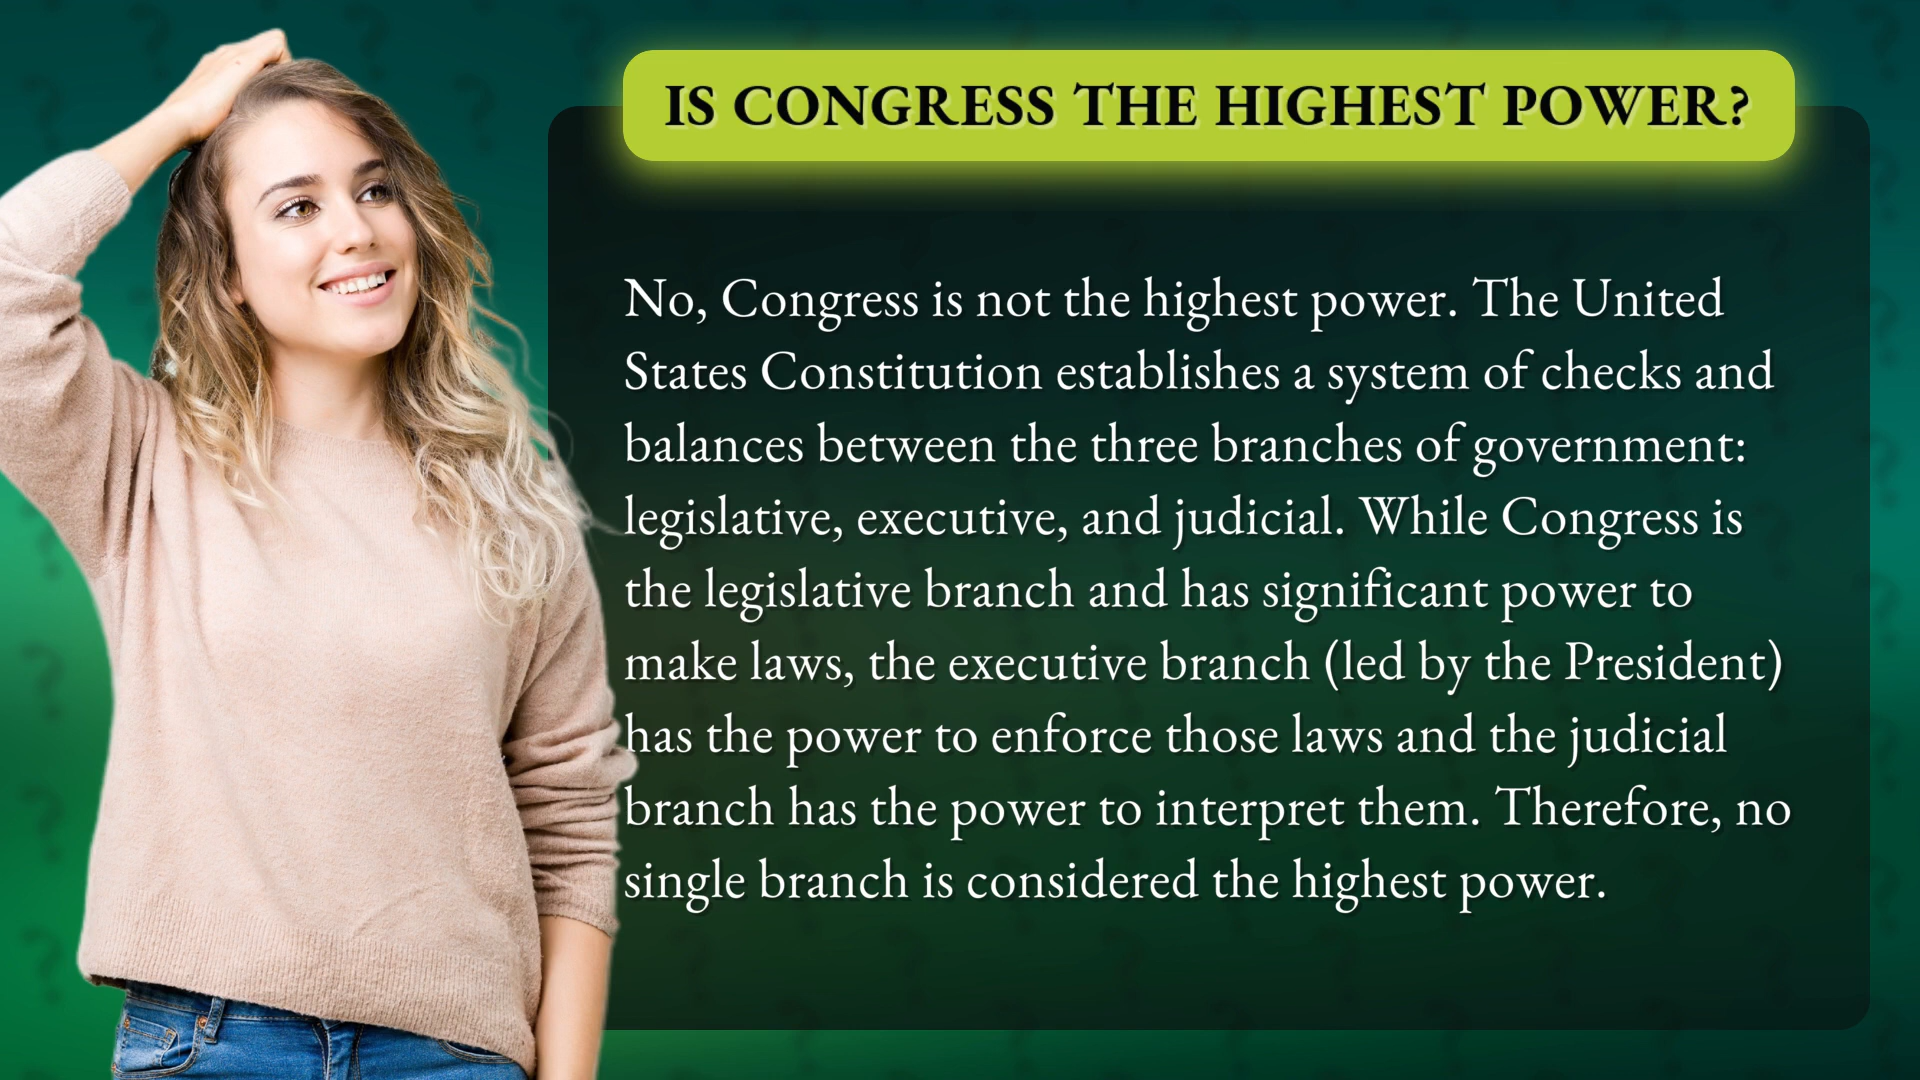 IS CONGRESS THE HIGHEST POWER?
No, Congress is not the highest power. The United
States Constitution establishes a system of checks and
balances between the three branches of government:
legislative, executive, and judicial. While Congress is
the legislative branch and has significant power to
make laws, the executive branch (led by the President)
has the power to enforce those laws and the judicial
branch has the power to interpret them. Therefore, no
single branch is considered the highest power.